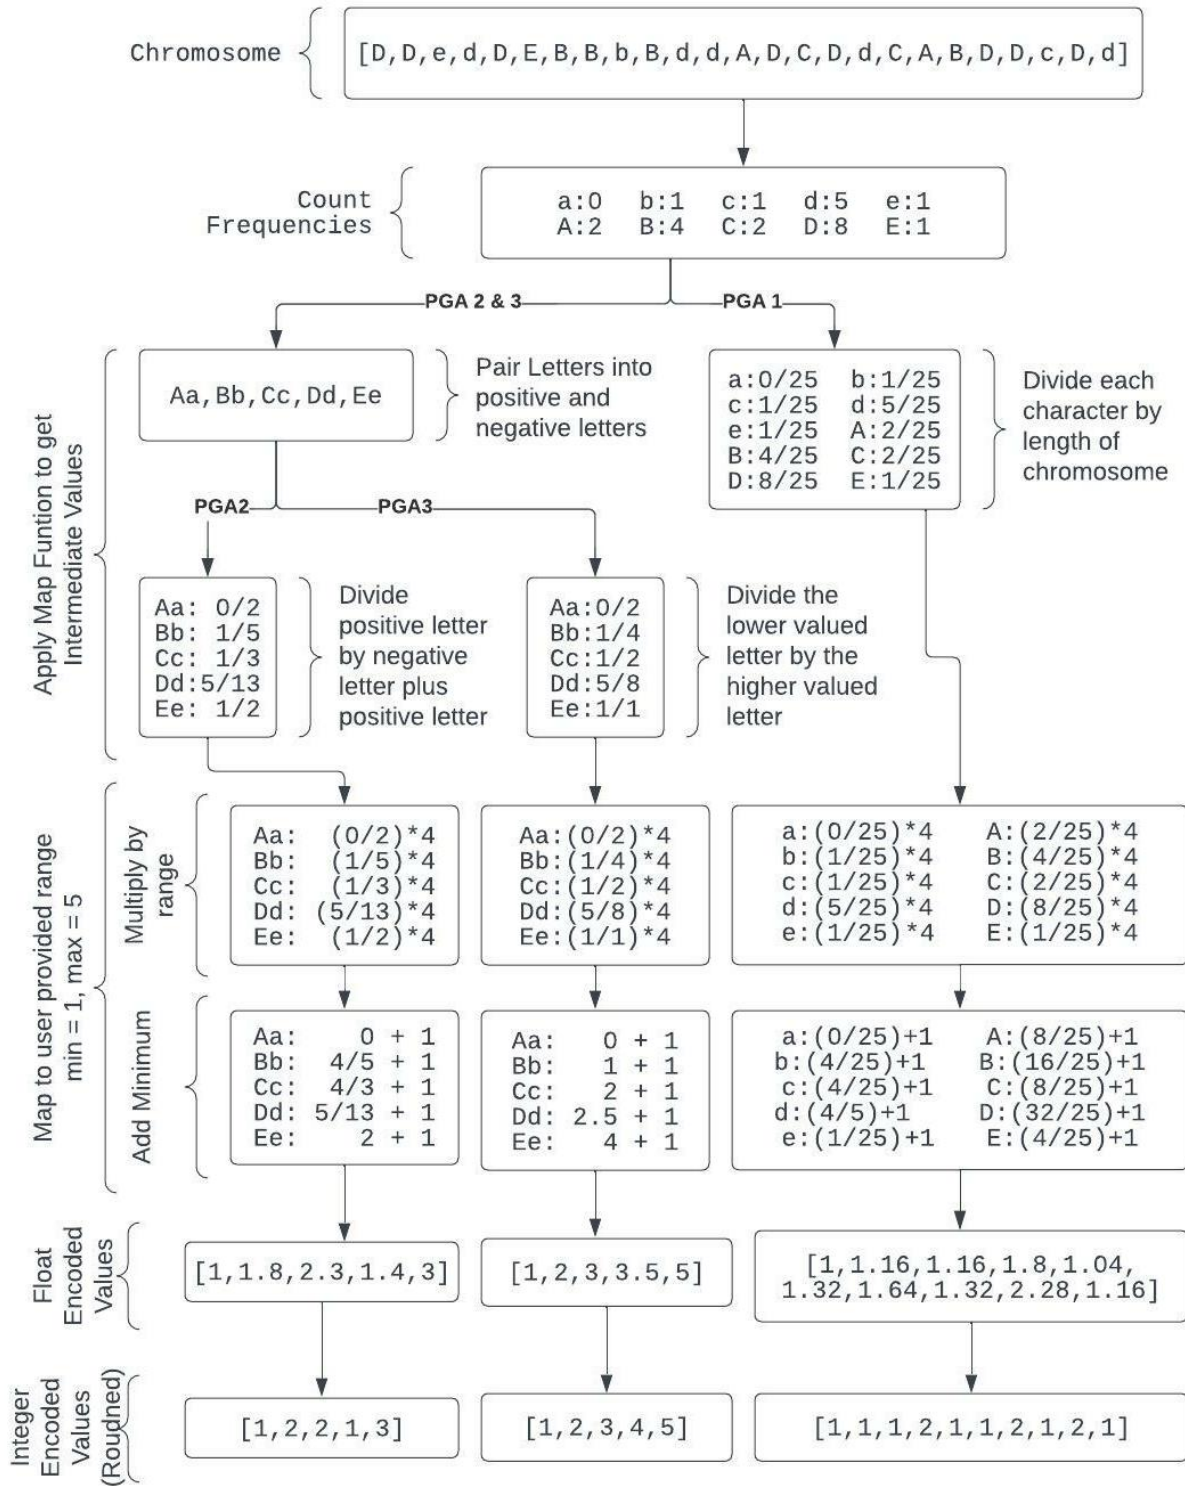 Chromosome
[D,D,e,d,D,E,B,B,b,B,d,d,A,D,C,D,d,C,A,B,D,D,c,D,d]
Count
Frequencies
a:0 b:1 c:1 d:5 e:1
A:2 B:4 C:2 D:8 E:1
PGA 2 & 3
PGA 1
Apply Map Funtion to get
Intermediate Values
Aa,Bb,Cc,Dd,Ee
Pair Letters into
positive and
negative letters
a:0/25 b:1/25
c:1/25 d:5/25
e:1/25 A:2/25
B:4/25 C:2/25
D:8/25 E:1/25
Divide each
character by
length of
chromosome
PGA2
PGA3
Aa: 0/2
Bb: 1/5
Cc: 1/3
Dd:5/13
Ee: 1/2
Divide
positive letter
by negative
letter plus
positive letter
Aa:0/2
Bb:1/4
Cc:1/2
Dd:5/8
Ee:1/1
Divide the
lower valued
letter by the
higher valued
letter
Map to user provided range
min = 1, max = 5
Multiply by
range
Aa: (0/2)*4
Bb: (1/5)*4
Cc: (1/3)*4
Dd: (5/13)*4
Ee: (1/2)*4
Aa:(0/2)*4
Bb:(1/4)*4
Cc:(1/2)*4
Dd:(5/8)*4
Ee:(1/1)*4
a:(0/25)*4 A:(2/25)*4
b:(1/25)*4 B:(4/25)*4
c:(1/25)*4 C:(2/25)*4
d:(5/25)*4 D:(8/25)*4
e:(1/25)*4 E:(1/25)*4
Add Minimum
Aa: 0 + 1
Bb: 4/5 + 1
Cc: 4/3 + 1
Dd: 5/13 + 1
Ee: 2 + 1
Aa: 0 + 1
Bb: 1 + 1
Cc: 2 + 1
Dd: 2.5 + 1
Ee: 4 + 1
a:(0/25)+1 A:(8/25)+1
b:(4/25)+1 B:(16/25)+1
c:(4/25)+1 C:(8/25)+1
d:(4/5)+1 D:(32/25)+1
e:(1/25)+1 E:(4/25)+1
Float
Encoded
Values
[1,1.8,2.3,1.4,3]
[1,2,3,3.5,5]
[1,1.16,1.16,1.8,1.04,
1.32,1.64,1.32,2.28,1.16]
Integer
Encoded
Values
(Roudned)
[1,2,2,1,3]
[1,2,3,4,5]
[1,1,1,2,1,1,2,1,2,1]